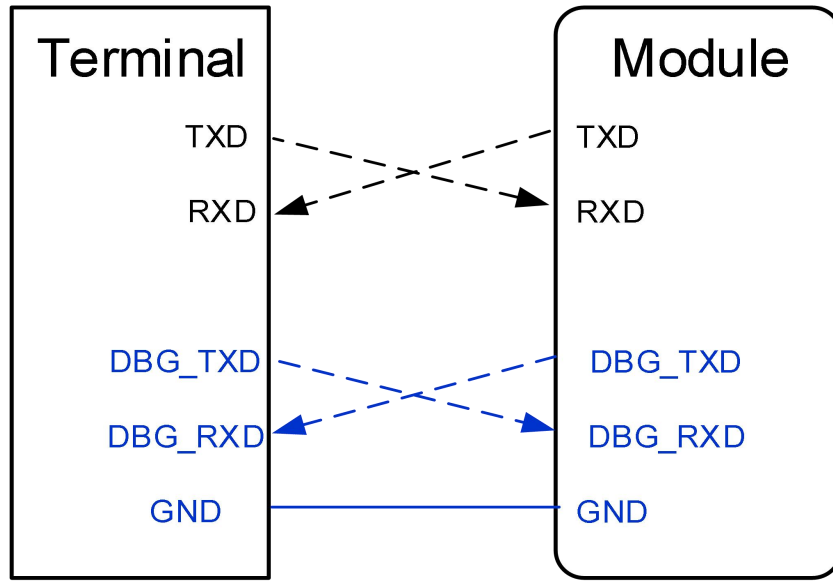 Terminal
TXD
RXD
DBG_TXD
DBG_RXD
GND
Module
TXD
RXD
DBG_TXD
DBG_RXD
GND